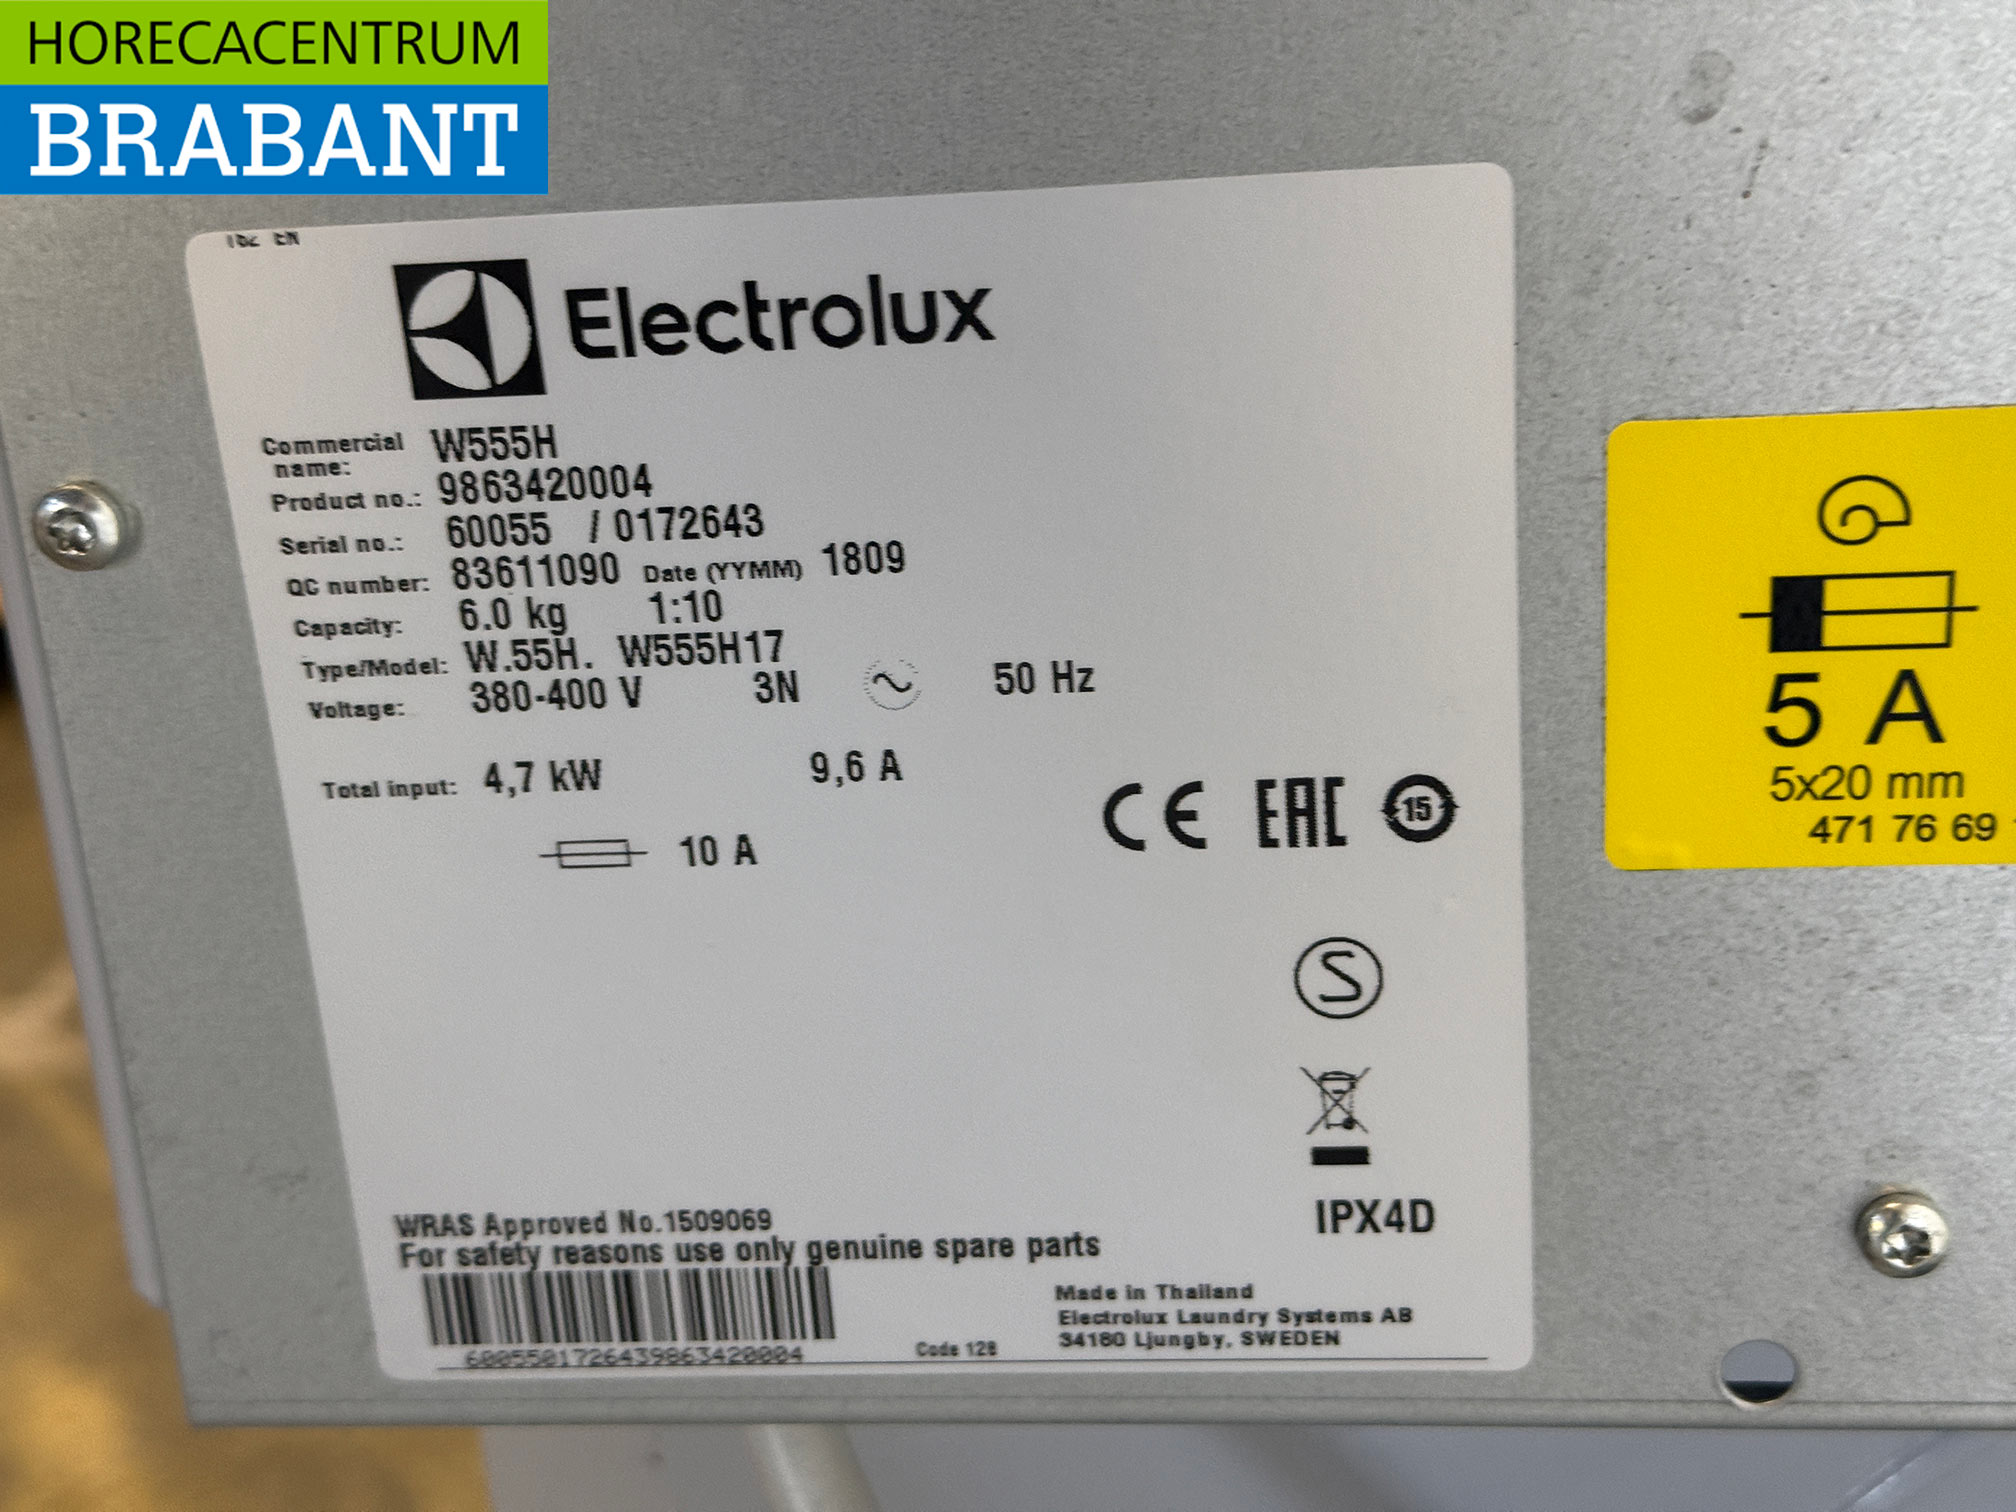 HORECACENTRUM
BRABANT
Electrolux
Commercial name: W555H
Product no.: 9863420004
Serial no.: 60055 / 0172643
QC number: 83611090 Date (YYMM) 1809
Capacity: 6.0 kg 1:10
Type/Model: W.55H. W555H17
Voltage: 380-400 V 3N 50 Hz
Total input: 4,7 kW 9,6 A
10 A
CE EAC 15
S
IPX4D
WRAS Approved No.1509069
For safety reasons use only genuine spare parts
6005501726439863420004
Code 128
Made in Thailand
Electrolux Laundry Systems AB
34180 Ljungby, SWEDEN
5 A
5x20 mm
471 76 69